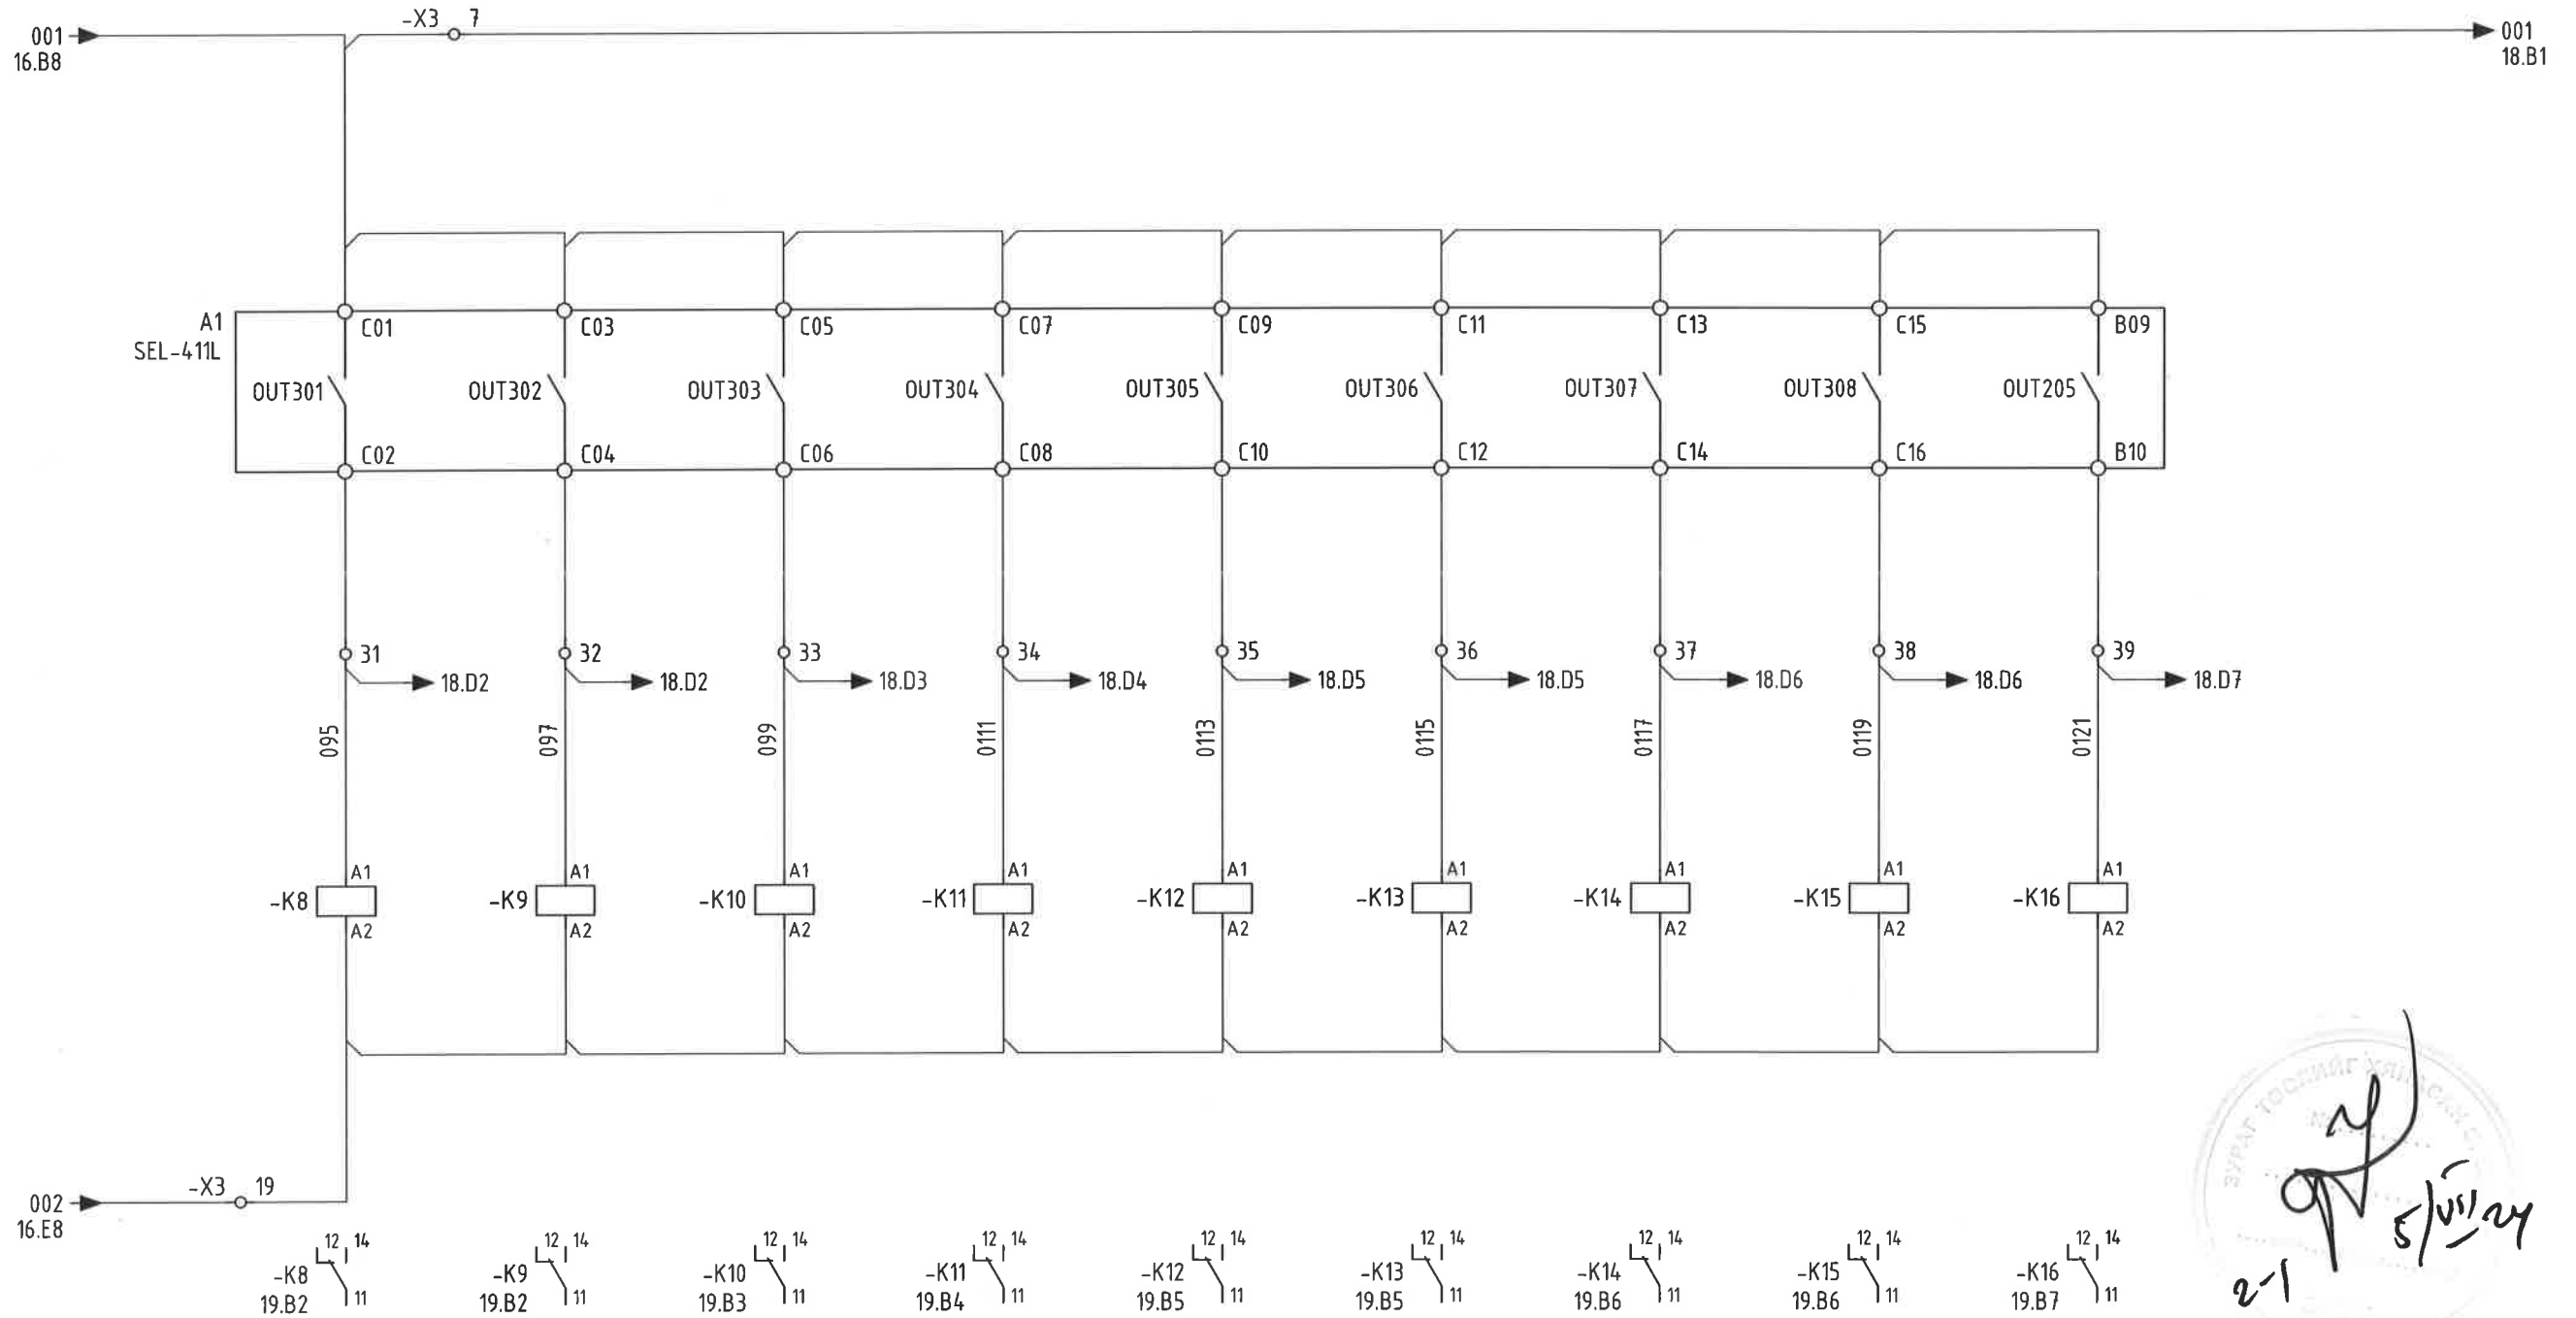 -X3 7
001
16.B8
001
18.B1
A1
SEL-411L
C01 C03 C05 C07 C09 C11 C13 C15 B09
OUT301 OUT302 OUT303 OUT304 OUT305 OUT306 OUT307 OUT308 OUT205
C02 C04 C06 C08 C10 C12 C14 C16 B10
31 32 33 34 35 36 37 38 39
18.D2 18.D2 18.D3 18.D4 18.D5 18.D5 18.D6 18.D6 18.D7
095 097 099 0111 0113 0115 0117 0119 0121
A1 A1 A1 A1 A1 A1 A1 A1 A1
-K8 -K9 -K10 -K11 -K12 -K13 -K14 -K15 -K16
A2 A2 A2 A2 A2 A2 A2 A2 A2
-X3 19
002
16.E8
12 14 12 14 12 14 12 14 12 14 12 14 12 14 12 14 12 14
-K8 -K9 -K10 -K11 -K12 -K13 -K14 -K15 -K16
19.B2 19.B2 19.B3 19.B4 19.B5 19.B5 19.B6 19.B6 19.B7
11 11 11 11 11 11 11 11 11
ЗУРАГ ТӨСЛИЙГ ХЯНАСАН
5/VII 24
2-1